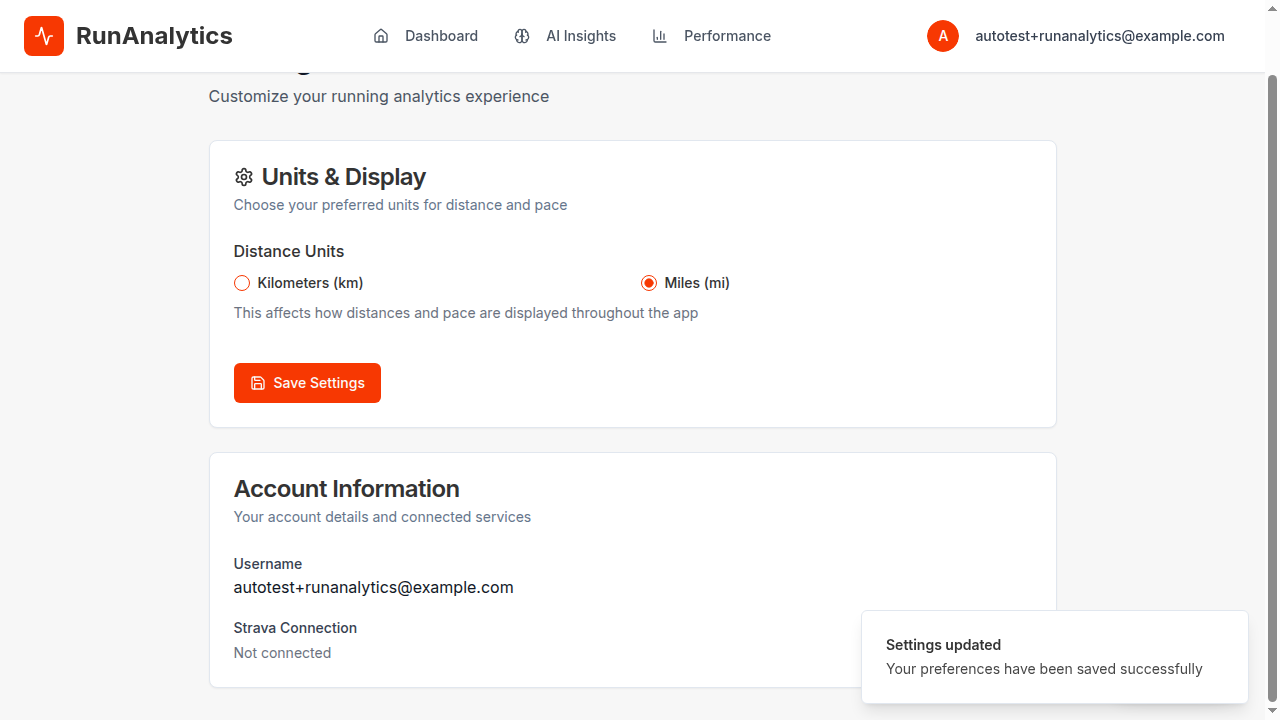 RunAnalytics
Dashboard
AI Insights
Performance
A
autotest+runanalytics@example.com
Customize your running analytics experience
Units & Display
Choose your preferred units for distance and pace
Distance Units
Kilometers (km)
Miles (mi)
This affects how distances and pace are displayed throughout the app
Save Settings
Account Information
Your account details and connected services
Username
autotest+runanalytics@example.com
Strava Connection
Not connected
Settings updated
Your preferences have been saved successfully